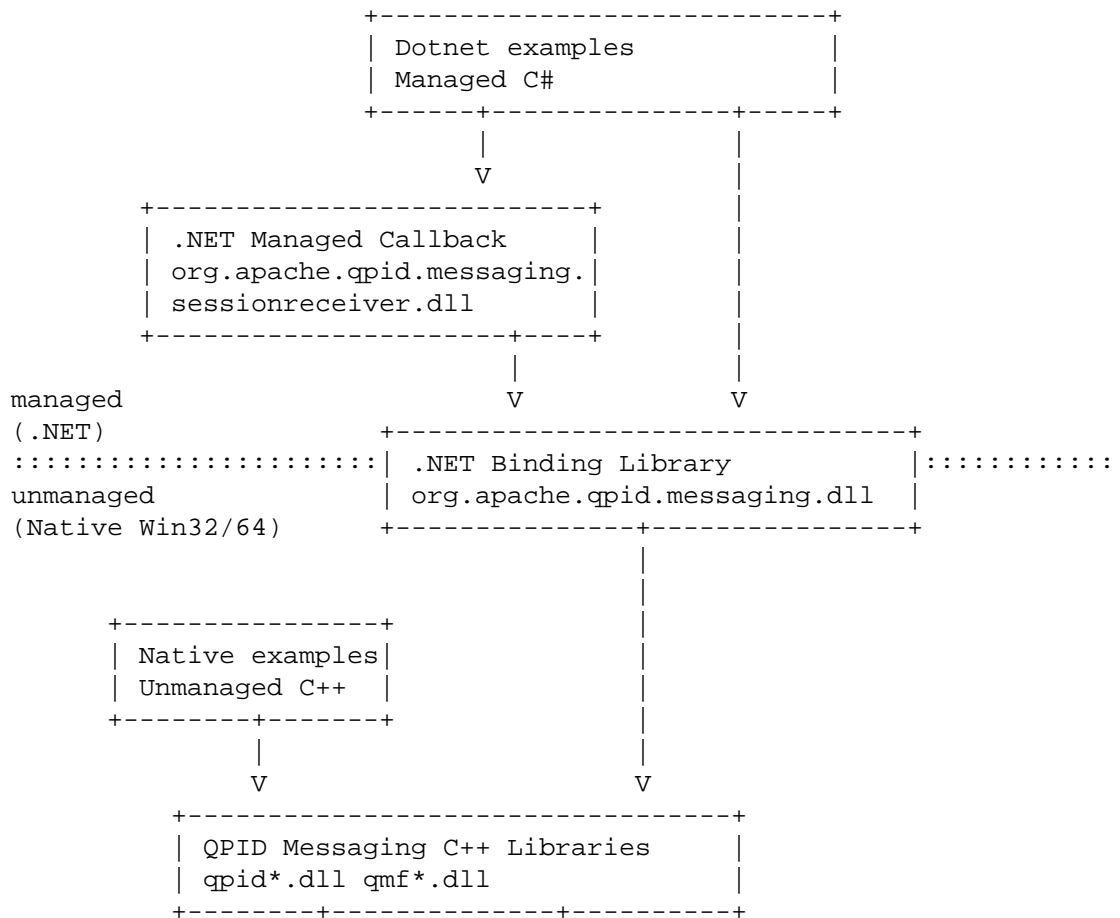 Dotnet examples
Managed C#
V
.NET Managed Callback
org.apache.qpid.messaging.
sessionreceiver.dll
V V
managed
(.NET)
.NET Binding Library
unmanaged
org.apache.qpid.messaging.dll
(Native Win32/64)
Native examples
Unmanaged C++
V V
QPID Messaging C++ Libraries
qpid*.dll qmf*.dll